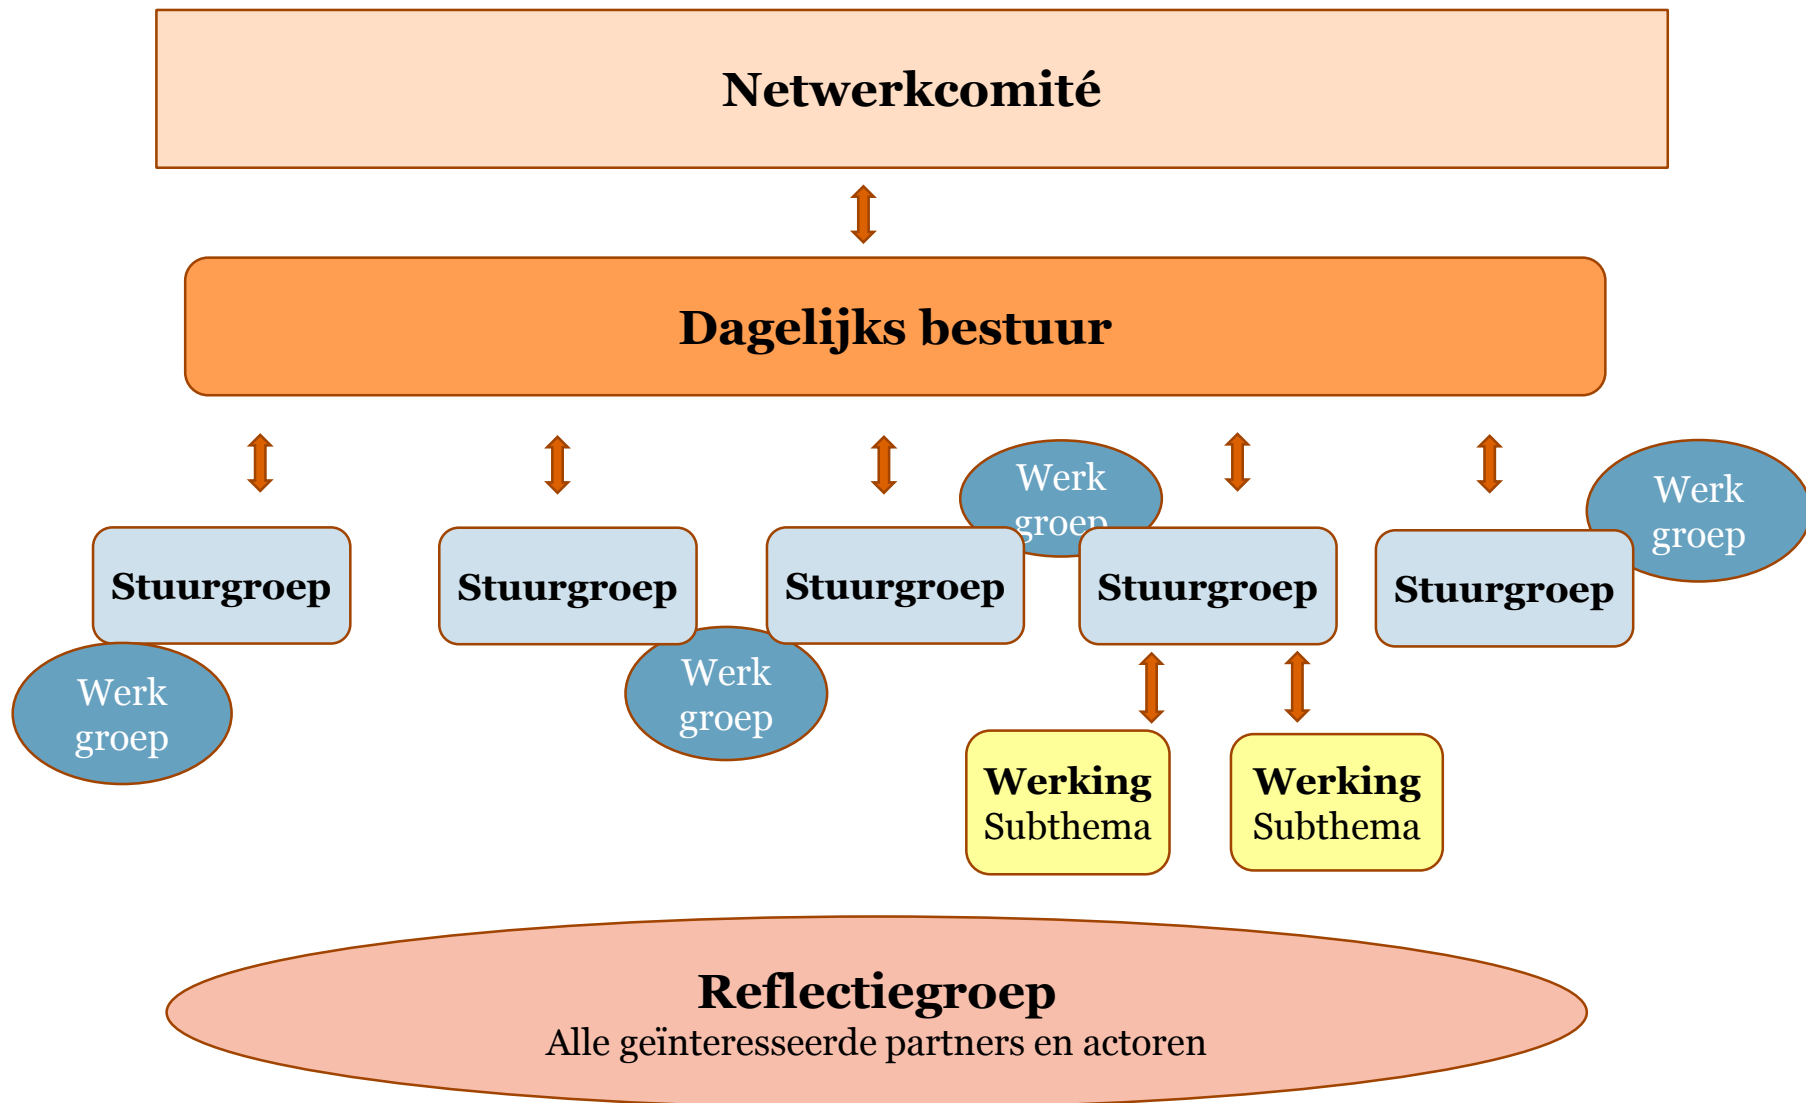 Netwerkcomité
Dagelijks bestuur
Werk
groep
Werk
groep
Stuurgroep
Stuurgroep
Stuurgroep
Stuurgroep
Stuurgroep
Werk
groep
Werk
groep
Werking
Subthema
Werking
Subthema
Reflectiegroep
Alle geïnteresseerde partners en actoren